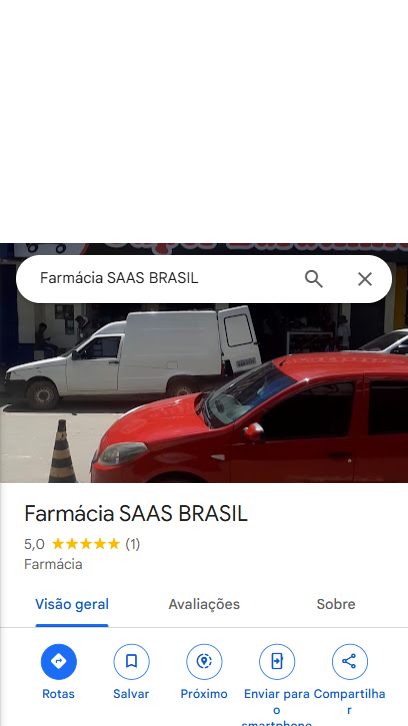 Farmácia SAAS BRASIL
Farmácia SAAS BRASIL
5,0 (1)
Farmácia
Visão geral
Avaliações
Sobre
Rotas
Salvar
Próximo
Enviar para o smartphone
Compartilhar